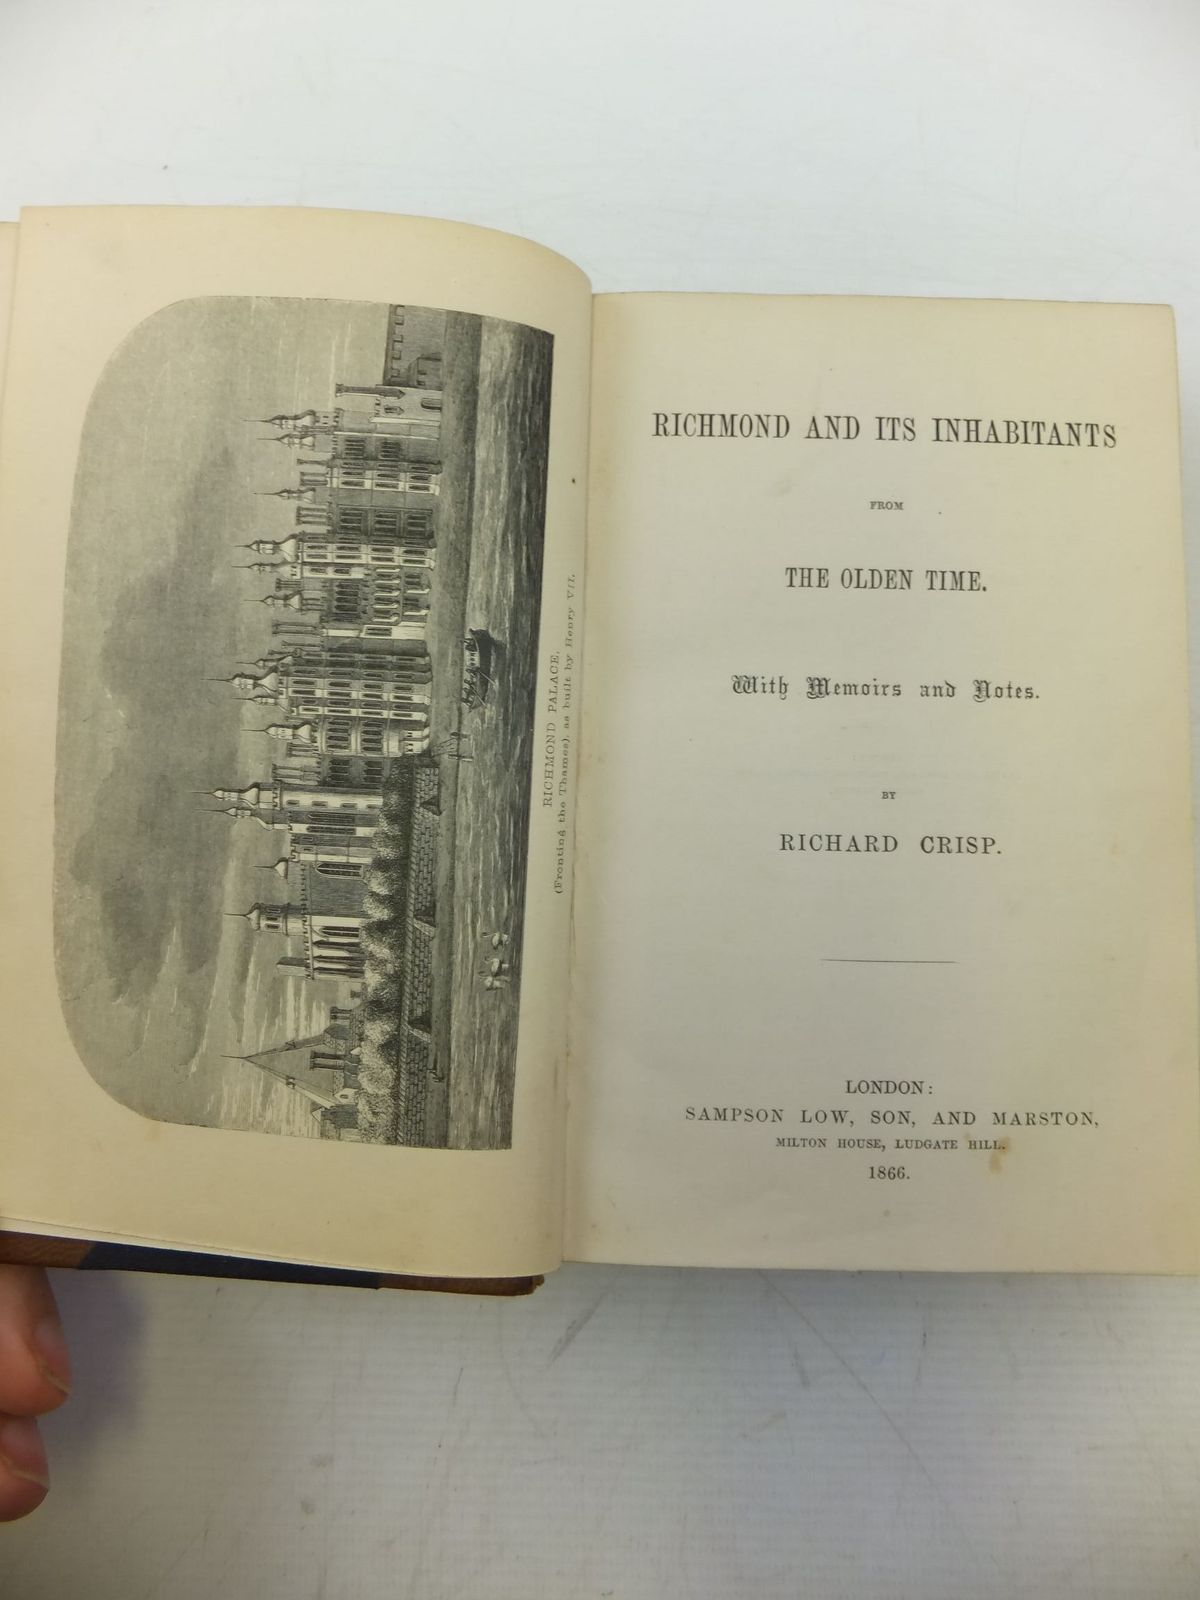 RICHMOND PALACE,
(Fronting the Thames), as built by Henry VII.
RICHMOND AND ITS INHABITANTS
FROM
THE OLDEN TIME.
With Memoirs and Notes.
BY
RICHARD CRISP.
LONDON:
SAMPSON LOW, SON, AND MARSTON,
MILTON HOUSE, LUDGATE HILL.
1866.